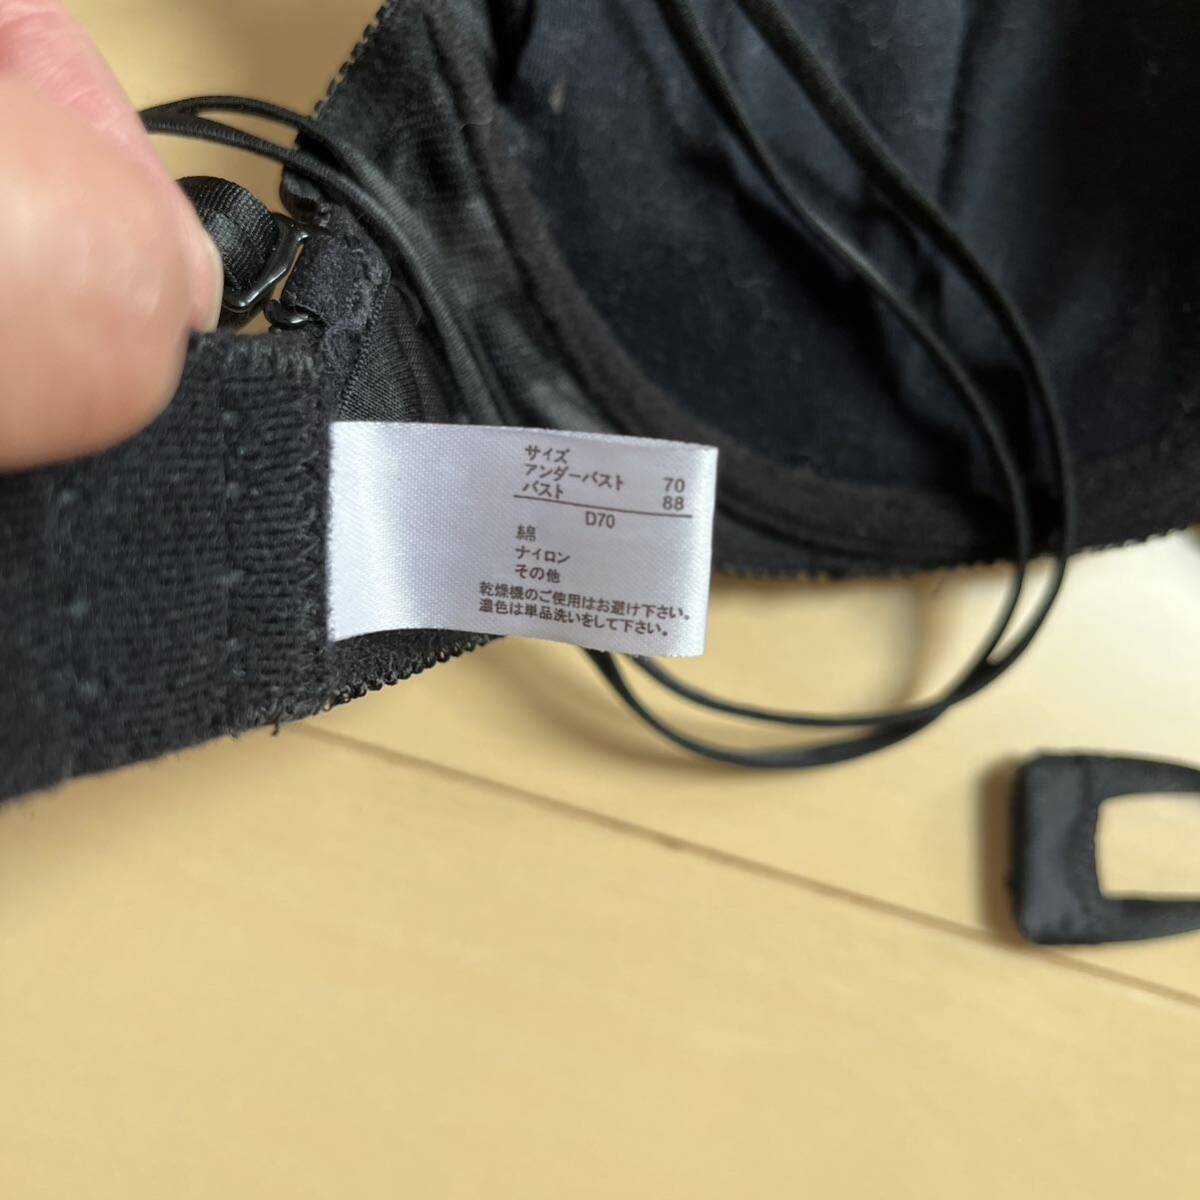 サイズ
アンダーバスト 70
バスト 88
D70
綿
ナイロン
その他
乾燥機のご使用はお避け下さい。
濃色は単品洗いをして下さい。